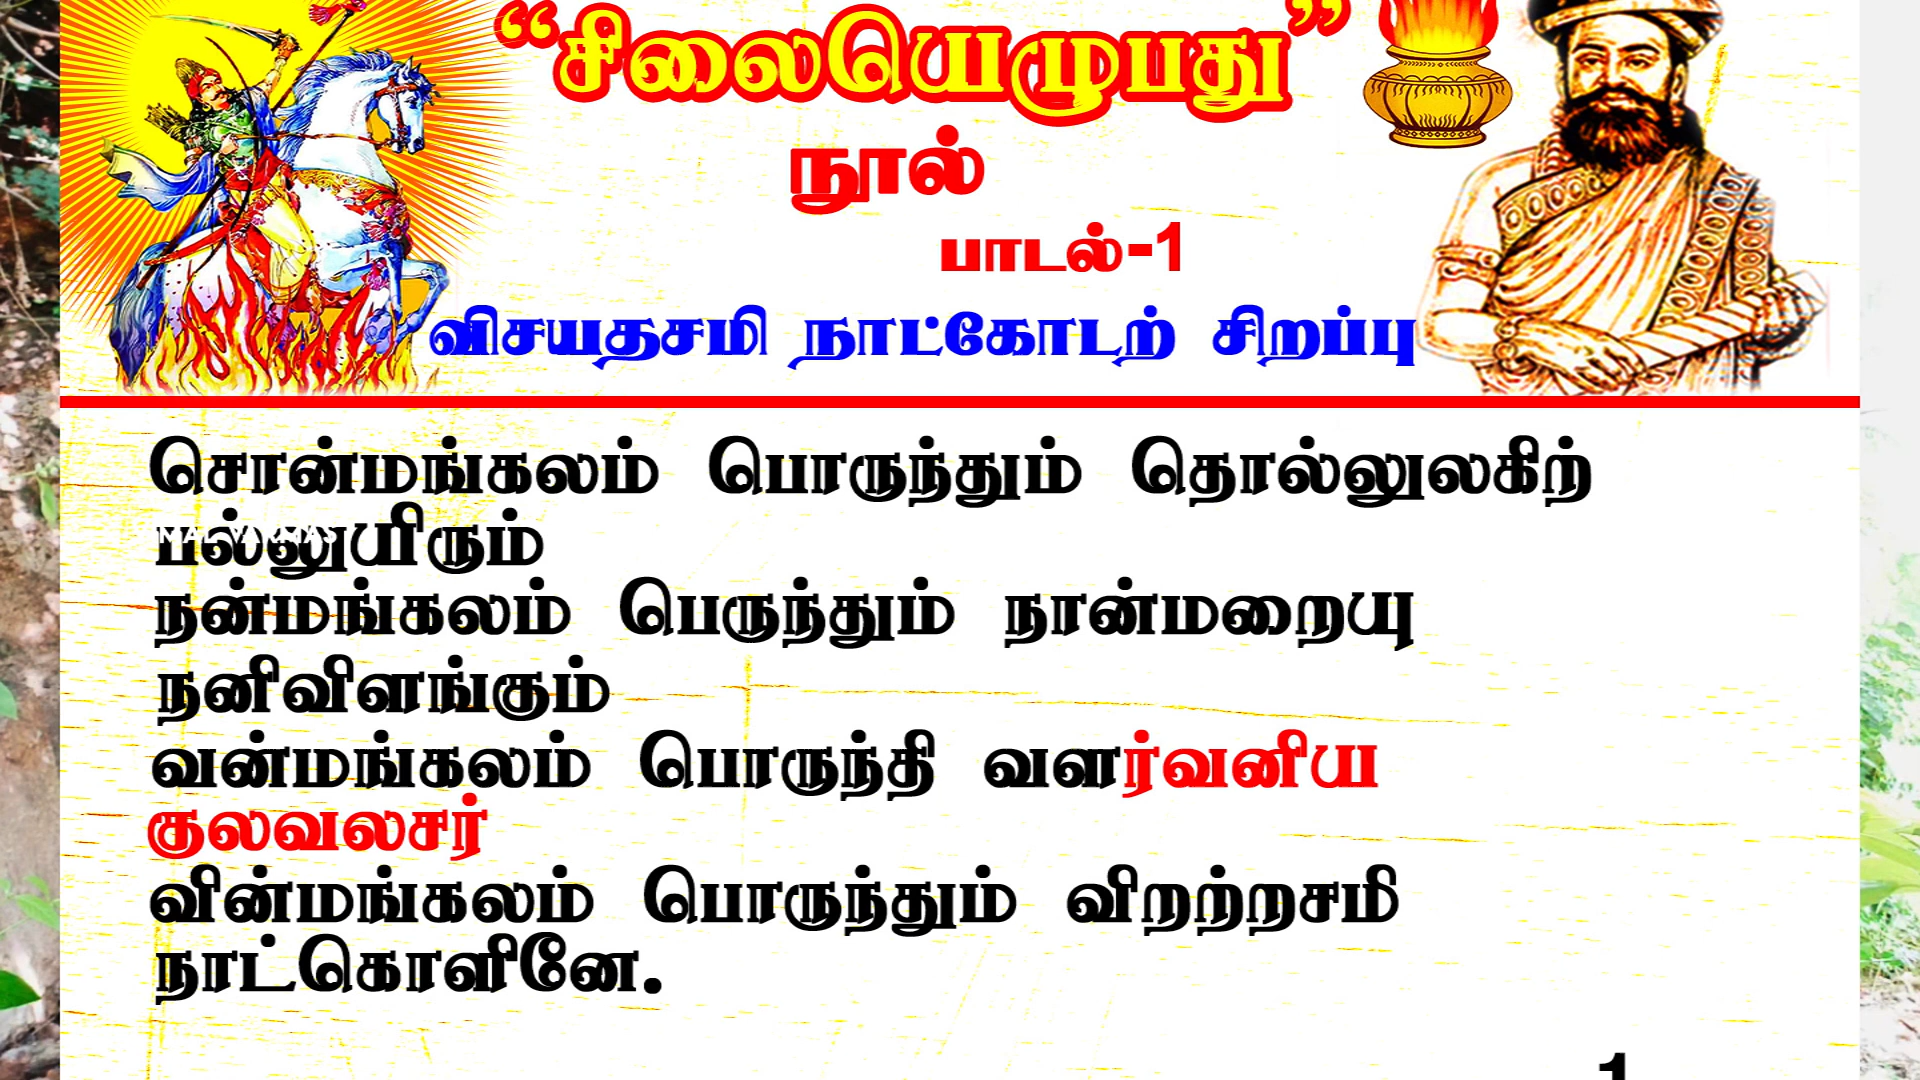 “சிலையெழுபது”
நூல்
பாடல்-1
விசயதசமி நாட்கோடற் சிறப்பு
சொன்மங்கலம் பொருந்தும் தொல்லுலகிற்
பல்லுயிரும்
நன்மங்கலம் பெருந்தும் நான்மறையு
நனிவிளங்கும்
வன்மங்கலம் பொருந்தி வளர்வனிய
குலவலசர்
வின்மங்கலம் பொருந்தும் விறற்றசமி
நாட்கொளினே.
1